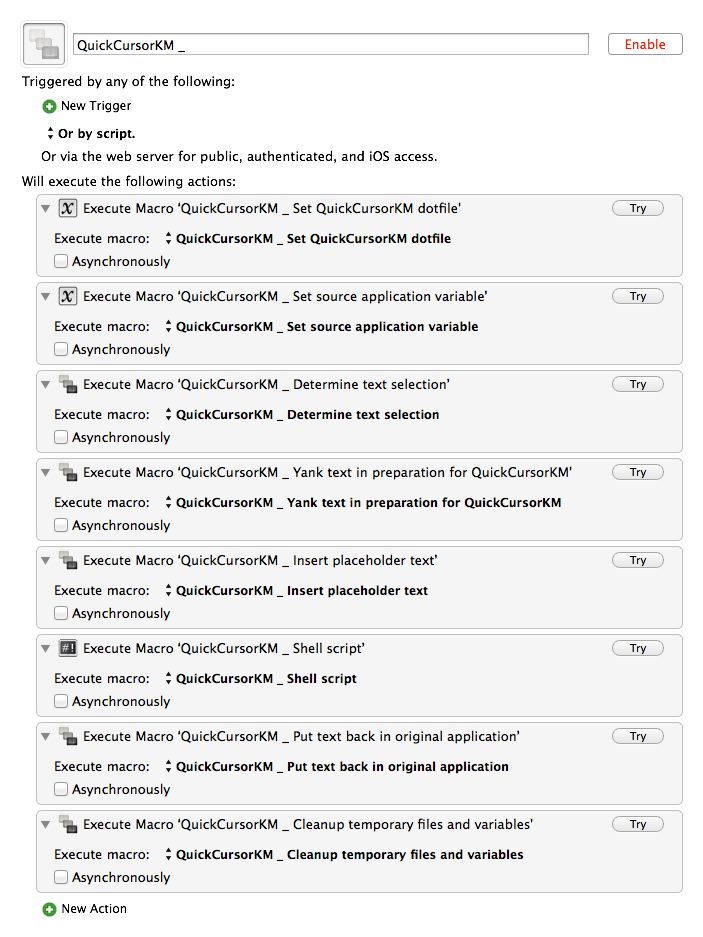 QuickCursorKM _
Enable
Triggered by any of the following:
New Trigger
Or by script.
Or via the web server for public, authenticated, and iOS access.
Will execute the following actions:
Execute Macro ‘QuickCursorKM _ Set QuickCursorKM dotfile’
Try
Execute macro: QuickCursorKM _ Set QuickCursorKM dotfile
Asynchronously
Execute Macro ‘QuickCursorKM _ Set source application variable’
Try
Execute macro: QuickCursorKM _ Set source application variable
Asynchronously
Execute Macro ‘QuickCursorKM _ Determine text selection’
Try
Execute macro: QuickCursorKM _ Determine text selection
Asynchronously
Execute Macro ‘QuickCursorKM _ Yank text in preparation for QuickCursorKM’
Try
Execute macro: QuickCursorKM _ Yank text in preparation for QuickCursorKM
Asynchronously
Execute Macro ‘QuickCursorKM _ Insert placeholder text’
Try
Execute macro: QuickCursorKM _ Insert placeholder text
Asynchronously
#! Execute Macro ‘QuickCursorKM _ Shell script’
Try
Execute macro: QuickCursorKM _ Shell script
Asynchronously
Execute Macro ‘QuickCursorKM _ Put text back in original application’
Try
Execute macro: QuickCursorKM _ Put text back in original application
Asynchronously
Execute Macro ‘QuickCursorKM _ Cleanup temporary files and variables’
Try
Execute macro: QuickCursorKM _ Cleanup temporary files and variables
Asynchronously
New Action